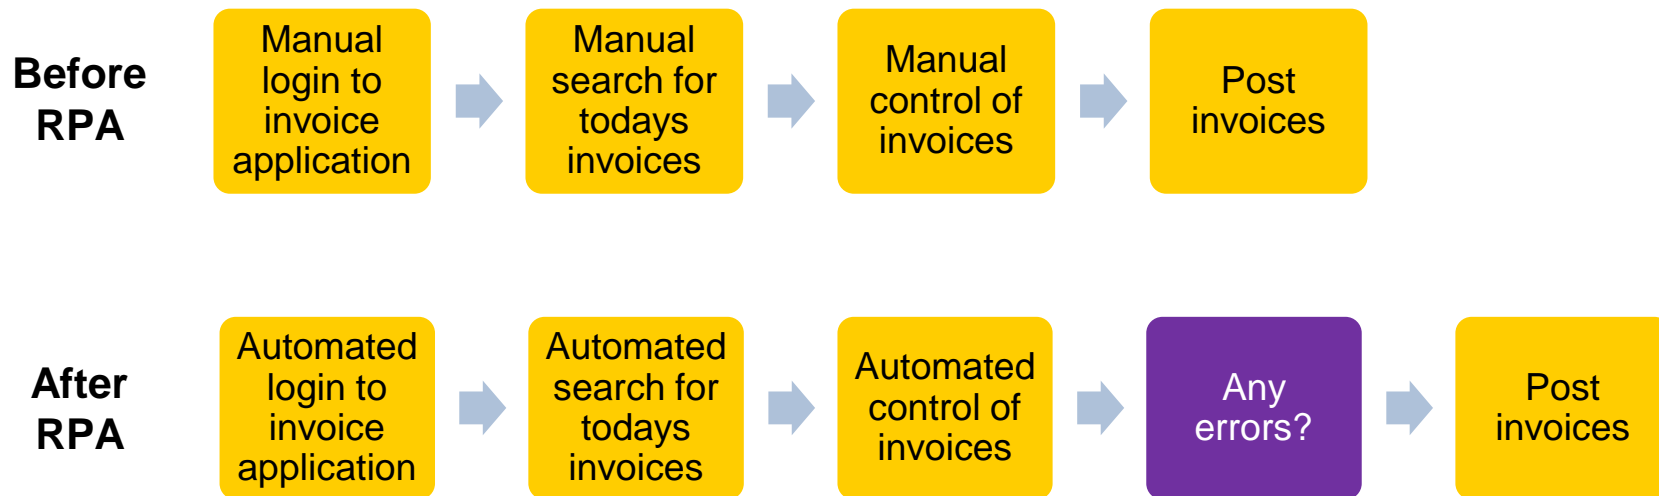 Before
RPA
Manual
login to
invoice
application
Manual
search for
todays
invoices
Manual
control of
invoices
Post
invoices
After
RPA
Automated
login to
invoice
application
Automated
search for
todays
invoices
Automated
control of
invoices
Any
errors?
Post
invoices